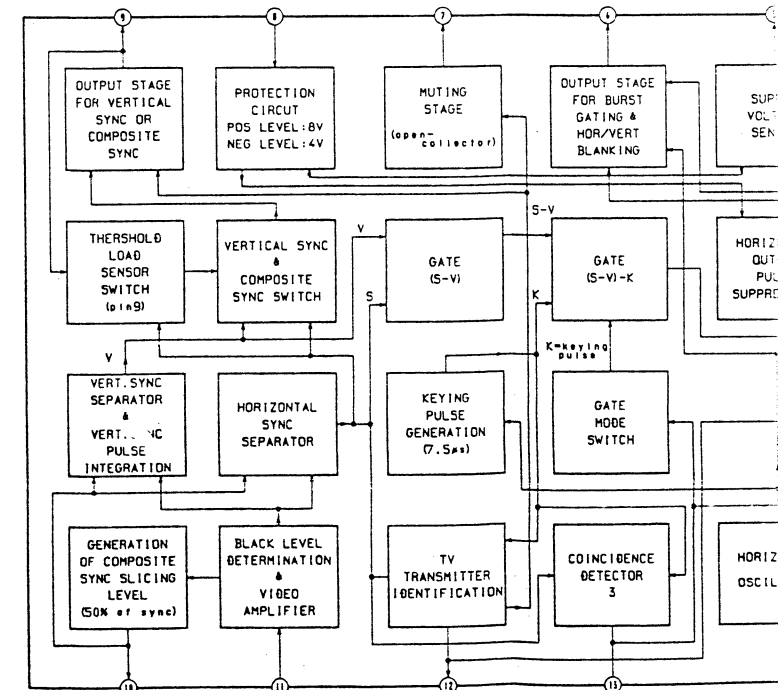 9
8
7
6
OUTPUT STAGE
FOR VERTICAL
SYNC OR
COMPOSITE
SYNC
PROTECTION
CIRCUT
POS LEVEL:8V
NEG LEVEL:4V
MUTING
STAGE
(open-
collector)
OUTPUT STAGE
FOR BURST
GATING &
HOR/VERT
BLANKING
SUP
VOL
SEN
THERSHOLD
LOAD
SENSOR
SWITCH
(pin9)
VERTICAL SYNC
&
COMPOSITE
SYNC SWITCH
V
S
GATE
(S-V)
S-V
K
GATE
(S-V)-K
HORIZ
OUT
PUL
SUPPRE
K=keying
pulse
V
VERT.SYNC
SEPARATOR
&
VERT.
PULSE
INTEGRATION
HORIZONTAL
SYNC
SEPARATOR
KEYING
PULSE
GENERATION
(7.5µs)
GATE
MODE
SWITCH
GENERATION
OF COMPOSITE
SYNC SLICING
LEVEL
(50% of sync)
BLACK LEVEL
DETERMINATION
&
VIDEO
AMPLIFIER
TV
TRANSMITTER
IDENTIFICATION
COINCIDENCE
DETECTOR
3
HORIZ
OSCIL
10
11
12
13